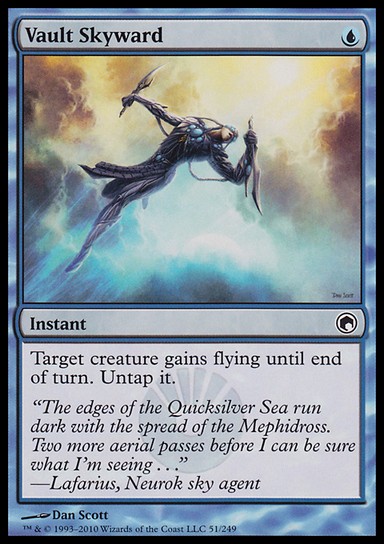 Vault Skyward
Dan Scott
Instant
Target creature gains flying until end
of turn. Untap it.
“The edges of the Quicksilver Sea run
dark with the spread of the Mephidross.
Two more aerial passes before I can be sure
what I’m seeing . . .”
—Lafarius, Neurok sky agent
Dan Scott
™ & © 1993–2010 Wizards of the Coast LLC 51/249